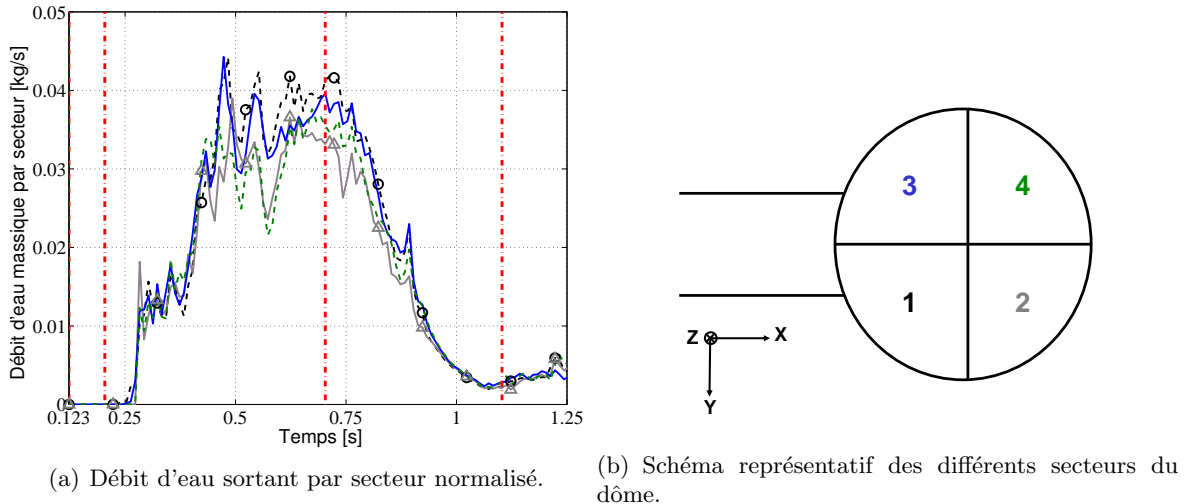 Débit d'eau massique par secteur [kg/s]
0.05
0.04
0.03
0.02
0.01
0
0.123
0.25
0.5
0.75
1
1.25
Temps [s]
(a) Débit d'eau sortant par secteur normalisé.
3
4
1
2
Z
X
Y
(b) Schéma représentatif des différents secteurs du
dôme.